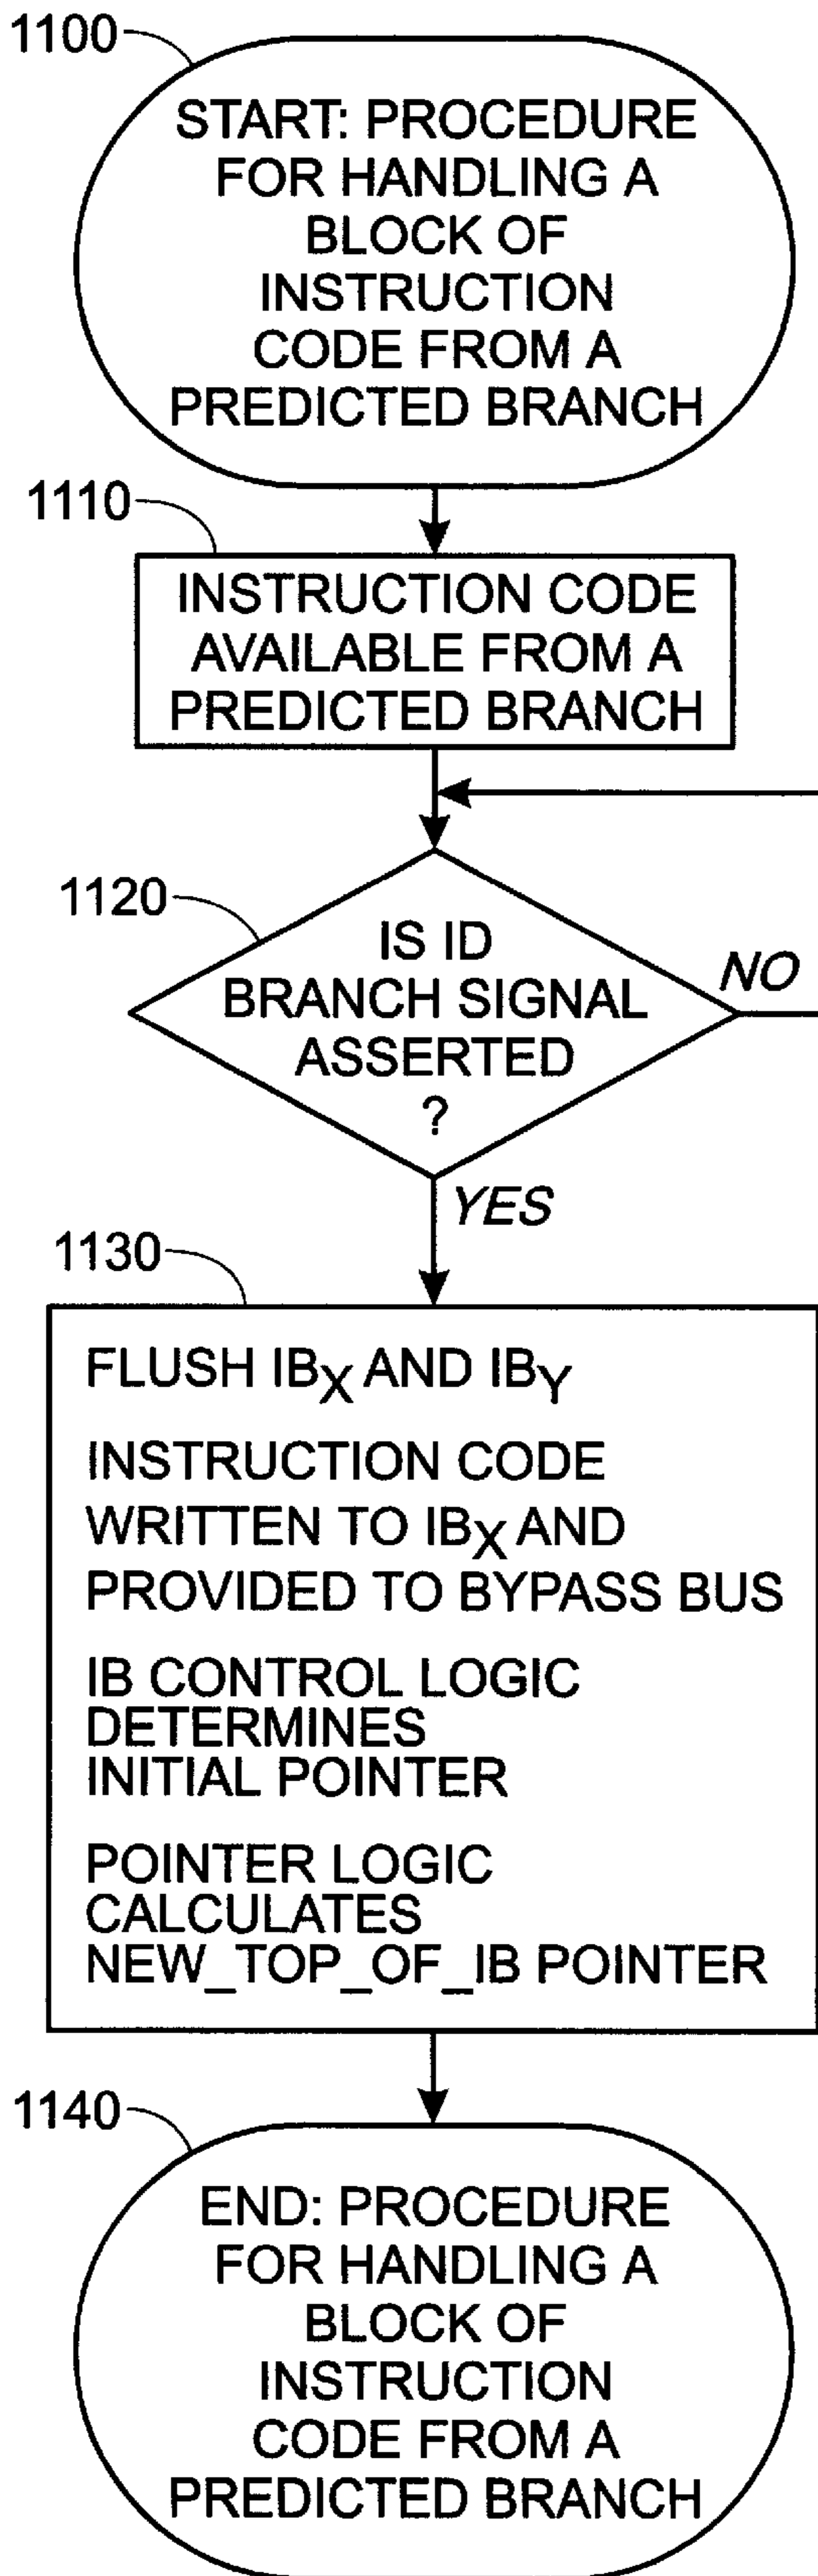 1100
START: PROCEDURE
FOR HANDLING A
BLOCK OF
INSTRUCTION
CODE FROM A
PREDICTED BRANCH
1110
INSTRUCTION CODE
AVAILABLE FROM A
PREDICTED BRANCH
1120
IS ID
BRANCH SIGNAL
ASSERTED
?
NO
YES
1130
FLUSH IBX AND IBY
INSTRUCTION CODE
WRITTEN TO IBX AND
PROVIDED TO BYPASS BUS
IB CONTROL LOGIC
DETERMINES
INITIAL POINTER
POINTER LOGIC
CALCULATES
NEW_TOP_OF_IB POINTER
1140
END: PROCEDURE
FOR HANDLING A
BLOCK OF
INSTRUCTION
CODE FROM A
PREDICTED BRANCH